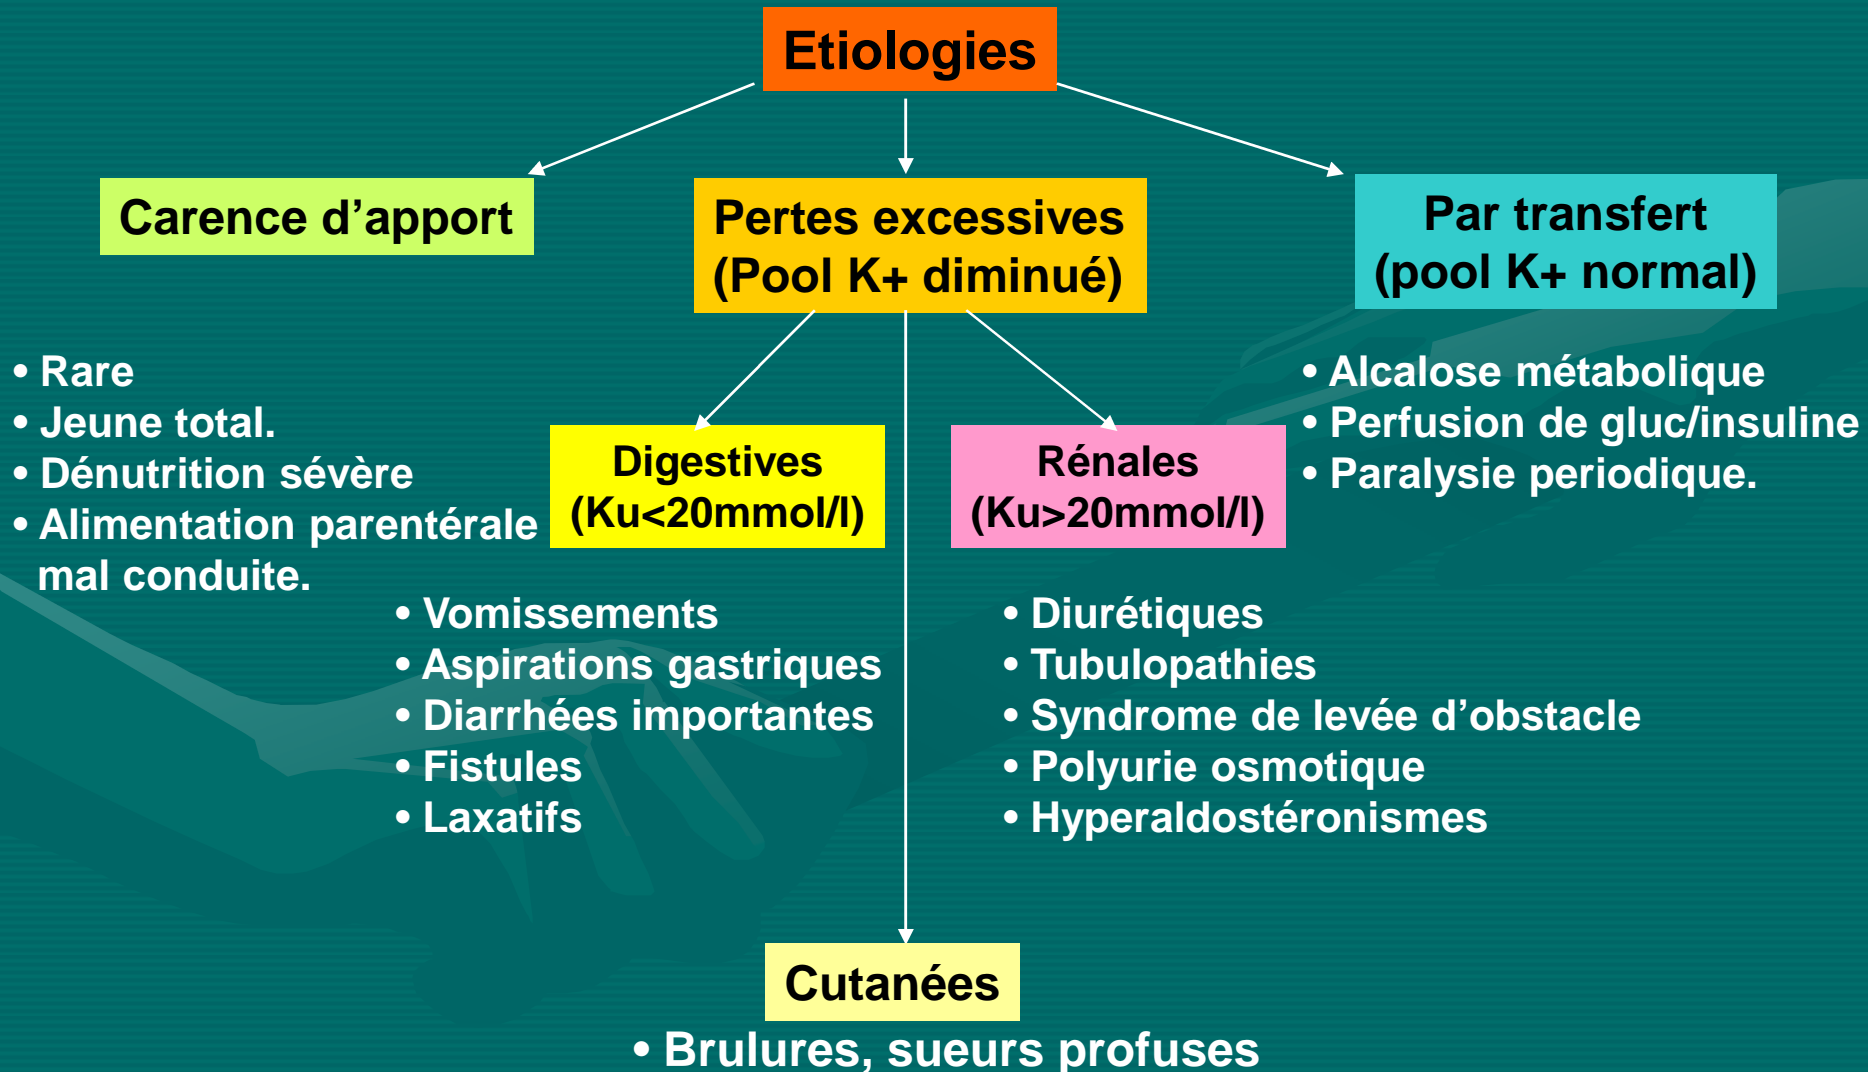 Etiologies
Carence d'apport
• Rare
• Jeune total.
• Dénutrition sévère
• Alimentation parentérale
mal conduite.
Pertes excessives
(Pool K+ diminué)
Digestives
(Ku<20mmol/l)
• Vomissements
• Aspirations gastriques
• Diarrhées importantes
• Fistules
• Laxatifs
Rénales
(Ku>20mmol/l)
• Diurétiques
• Tubulopathies
• Syndrome de levée d'obstacle
• Polyurie osmotique
• Hyperaldostéronismes
Cutanées
• Brulures, sueurs profuses
Par transfert
(pool K+ normal)
• Alcalose métabolique
• Perfusion de gluc/insuline
• Paralysie periodique.